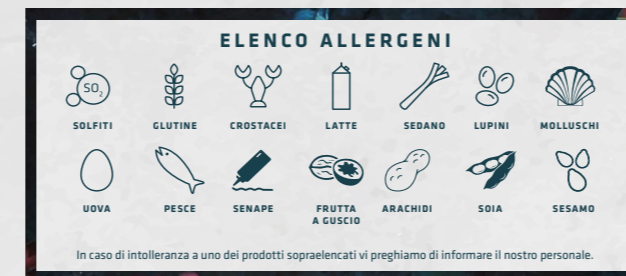 ELENCO ALLERGENI
SO2
SOLFITI GLUTINE CROSTACEI LATTE SEDANO LUPINI MOLLUSCHI
UOVA PESCE SENAPE FRUTTA A GUSCIO ARACHIDI SOIA SESAMO
In caso di intolleranza a uno dei prodotti sopraelencati vi preghiamo di informare il nostro personale.